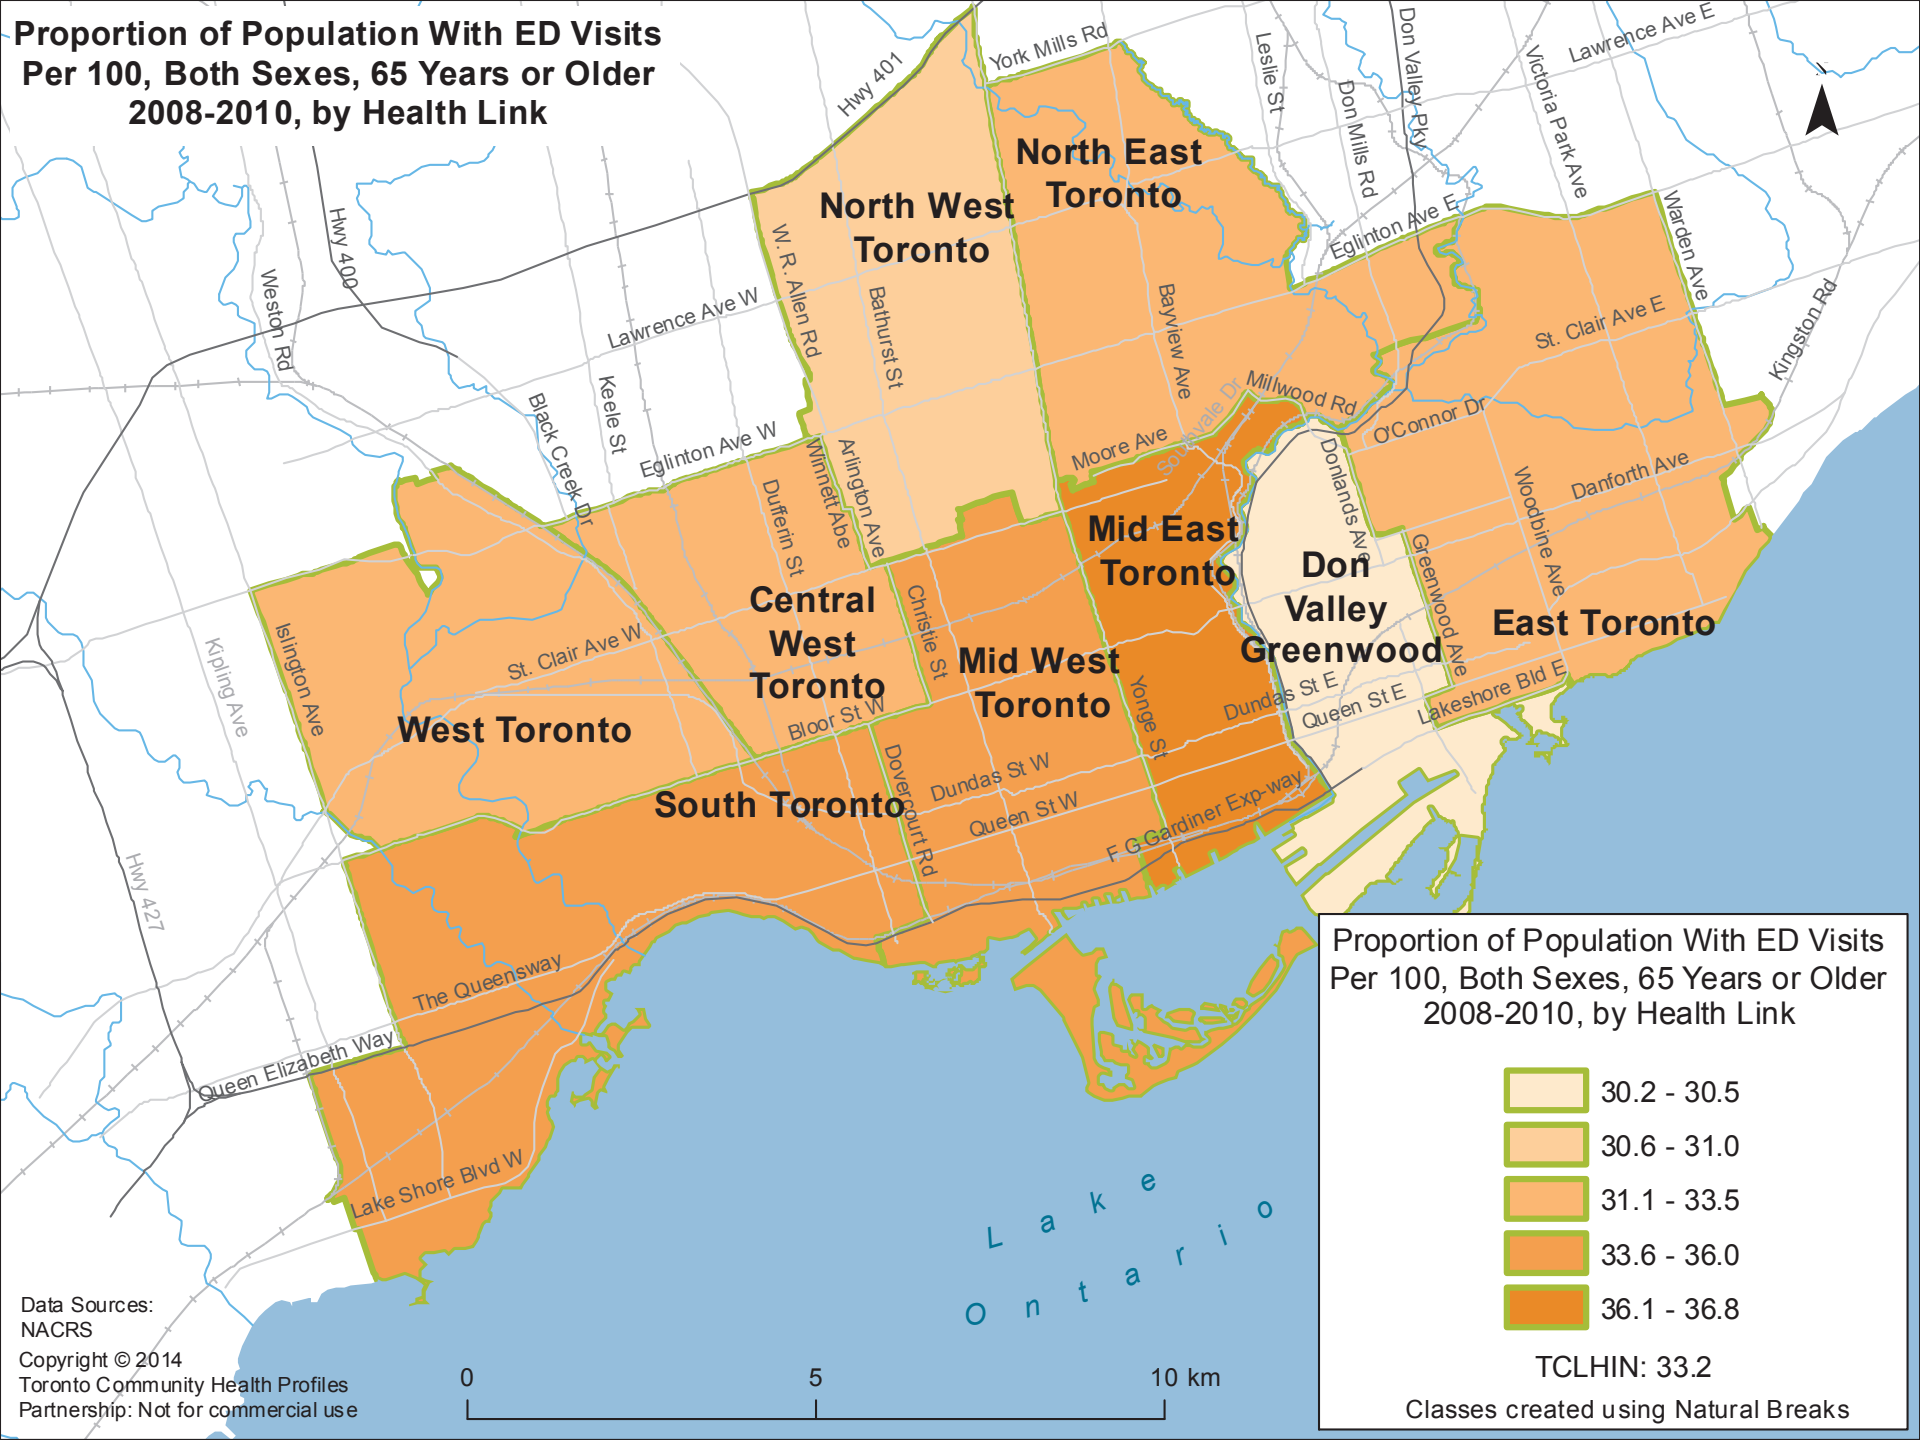 Proportion of Population With ED Visits
Per 100, Both Sexes, 65 Years or Older
2008-2010, by Health Link
Hwy 401
York Mills Rd
Leslie St
Don Mills Rd
Don Valley Pky
Victoria Park Ave
Lawrence Ave E
N
North East
Toronto
North West
Toronto
Hwy 400
Weston Rd
W. R. Allen Rd
Bathurst St
Bayview Ave
Eglinton Ave E
Warden Ave
Kingston Rd
St. Clair Ave E
Lawrence Ave W
Keele St
Black Creek Dr
Eglinton Ave W
Dufferin St
Winnett Abe
Arlington Ave
Moore Ave
Southvale Dr
Millwood Rd
O'Connor Dr
Donlands Ave
Danforth Ave
Woodbine Ave
Greenwood Ave
Mid East
Toronto
Don
Valley
Greenwood
East Toronto
Central
West
Toronto
Christie St
Mid West
Toronto
Yonge St
Kipling Ave
Islington Ave
St. Clair Ave W
West Toronto
Bloor St W
South Toronto
Dovercourt Rd
Dundas St W
Queen St W
Dundas St E
Queen St E
Lakeshore Bld E
F G Gardiner Exp-way
Hwy 427
The Queensway
Queen Elizabeth Way
Lake Shore Blvd W
Lake
Ontario
Proportion of Population With ED Visits
Per 100, Both Sexes, 65 Years or Older
2008-2010, by Health Link
30.2 - 30.5
30.6 - 31.0
31.1 - 33.5
33.6 - 36.0
36.1 - 36.8
TCLHIN: 33.2
Classes created using Natural Breaks
Data Sources:
NACRS
Copyright © 2014
Toronto Community Health Profiles
Partnership: Not for commercial use
0 5 10 km